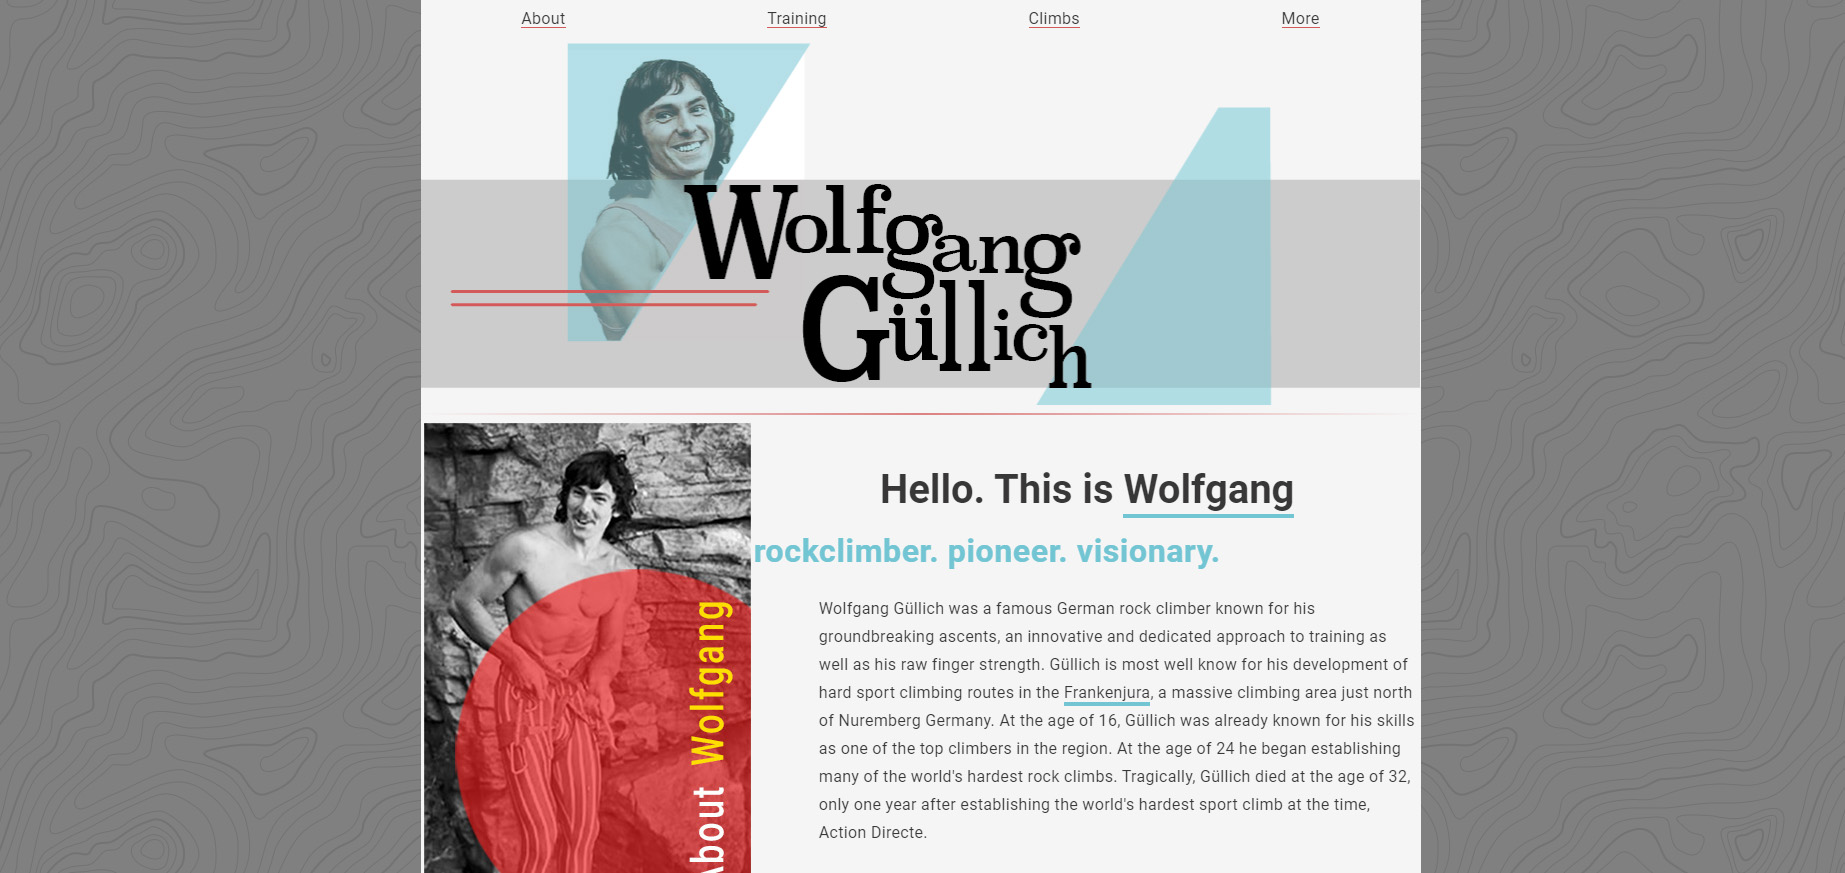 About
Training
Climbs
More
Wolfgang
Güllich
Hello. This is Wolfgang
rockclimber. pioneer. visionary.
Wolfgang Güllich was a famous German rock climber known for his
groundbreaking ascents, an innovative and dedicated approach to training as
well as his raw finger strength. Güllich is most well know for his development of
hard sport climbing routes in the Frankenjura, a massive climbing area just north
of Nuremberg Germany. At the age of 16, Güllich was already known for his skills
as one of the top climbers in the region. At the age of 24 he began establishing
many of the world's hardest rock climbs. Tragically, Güllich died at the age of 32,
only one year after establishing the world's hardest sport climb at the time,
Action Directe.
About Wolfgang